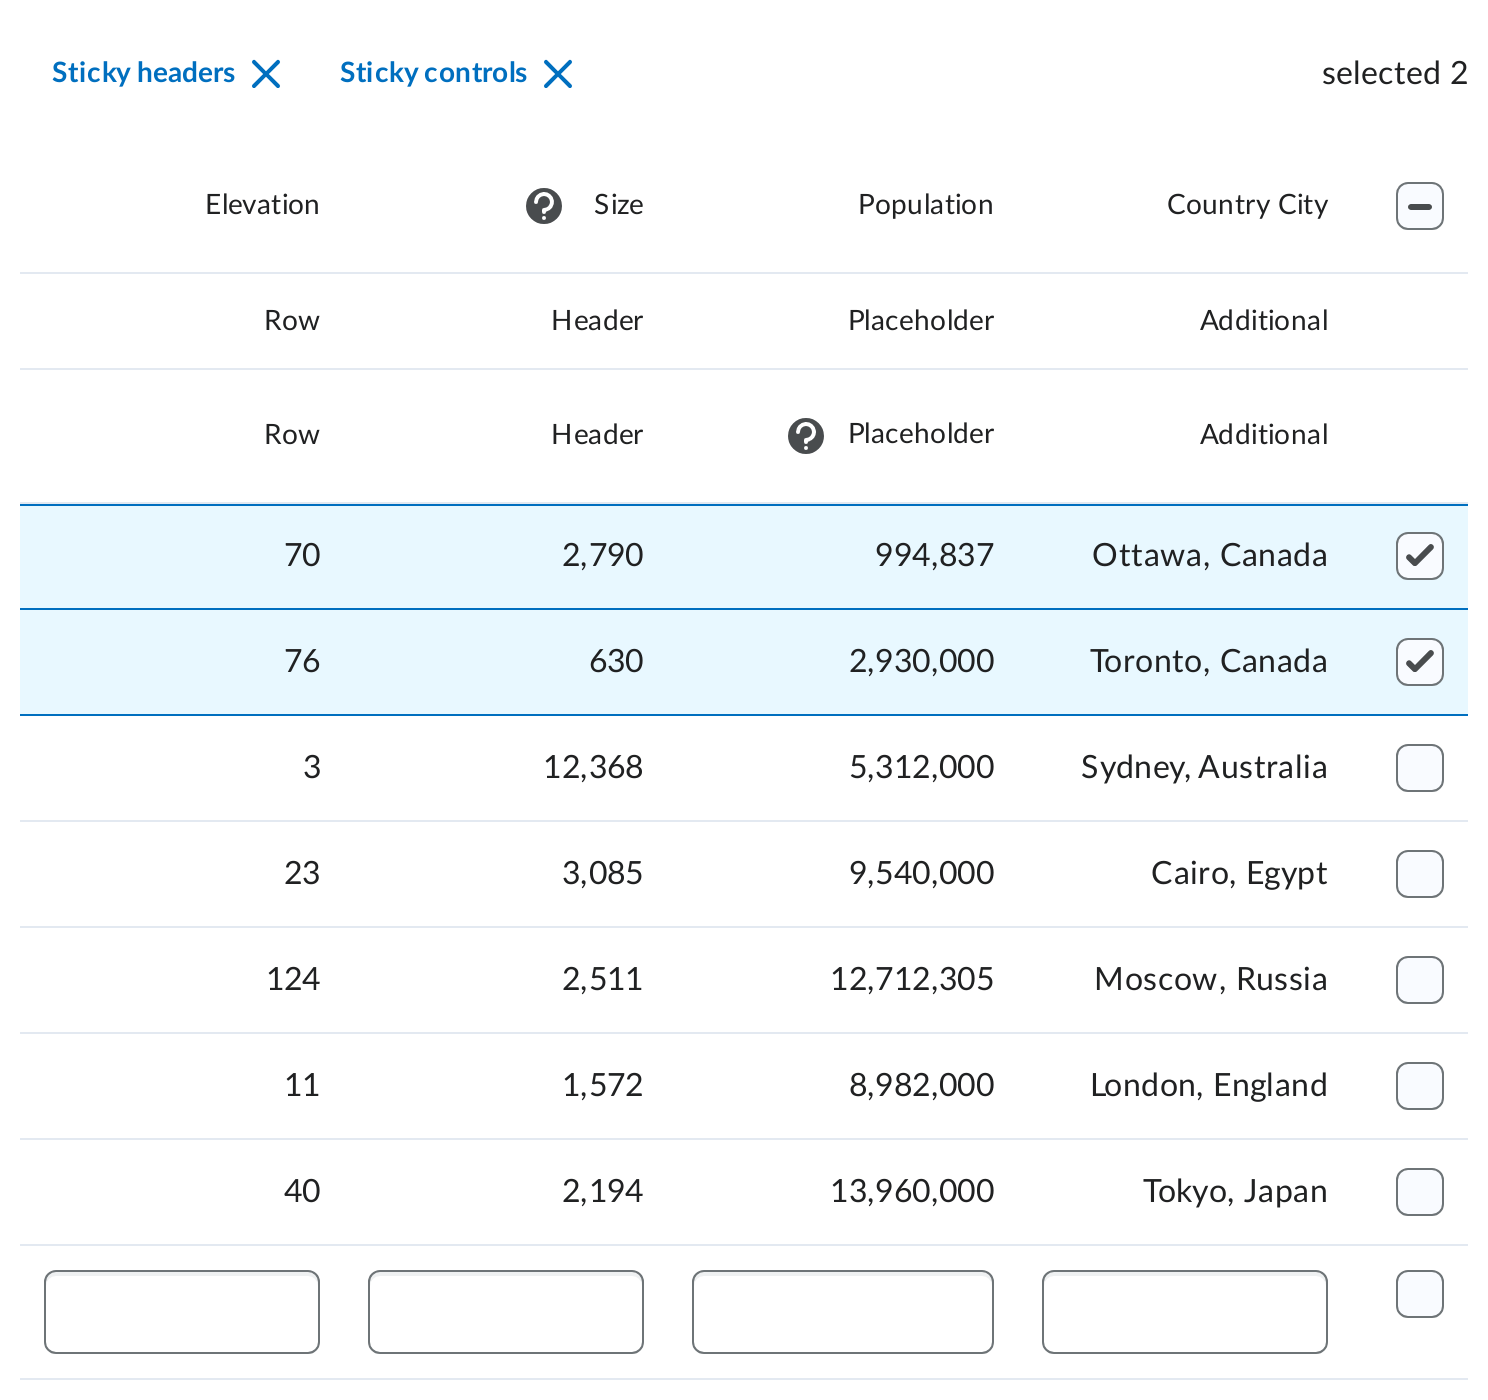 Sticky headers Sticky controls selected 2
Elevation Size Population Country City
Row Header Placeholder Additional
Row Header Placeholder Additional
70 2,790 994,837 Ottawa, Canada
76 630 2,930,000 Toronto, Canada
3 12,368 5,312,000 Sydney, Australia
23 3,085 9,540,000 Cairo, Egypt
124 2,511 12,712,305 Moscow, Russia
11 1,572 8,982,000 London, England
40 2,194 13,960,000 Tokyo, Japan